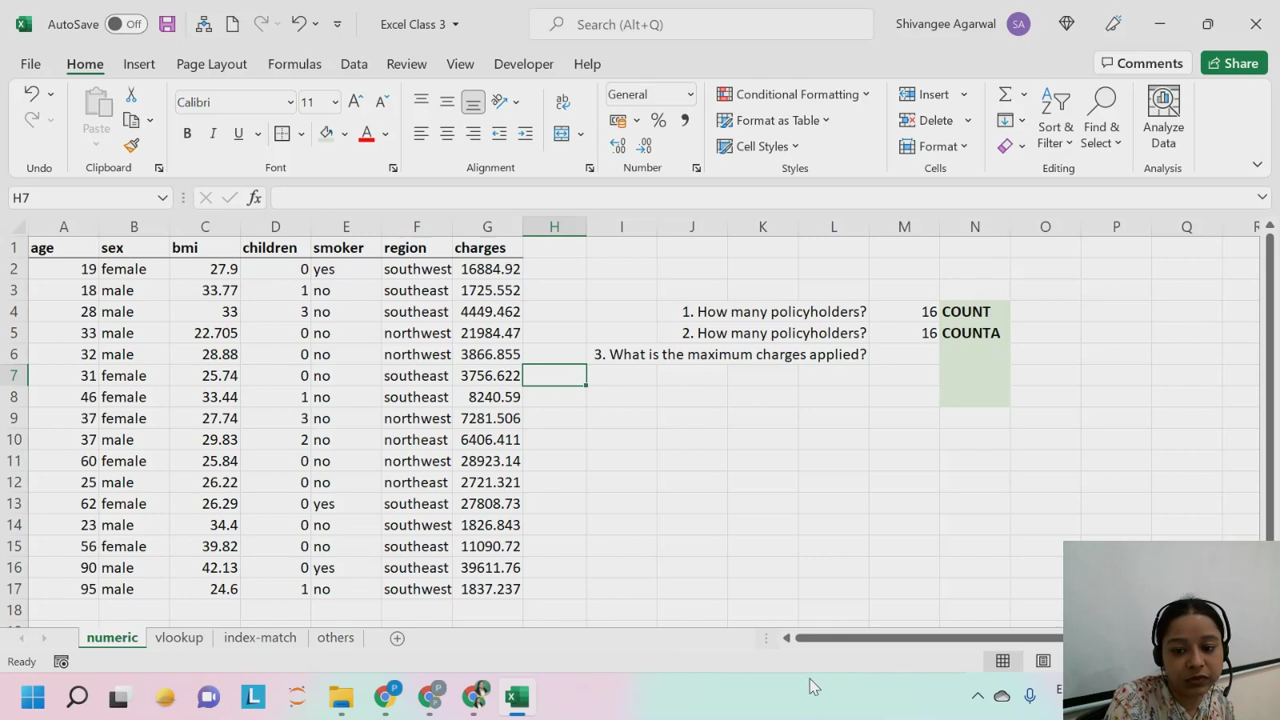 AutoSave Off Excel Class 3 Search (Alt+Q) Shivangee Agarwal SA
File Home Insert Page Layout Formulas Data Review View Developer Help Comments Share
Paste Calibri 11 General Conditional Formatting Insert
B I U Format as Table Delete Sort & Filter Find & Select Analyze Data
Cell Styles Format
Undo Clipboard Font Alignment Number Styles Cells Editing Analysis
H7 fx
A B C D E F G H I J K L M N O P Q R
1 age sex bmi children smoker region charges
2 19 female 27.9 0 yes southwest 16884.92
3 18 male 33.77 1 no southeast 1725.552
4 28 male 33 3 no southeast 4449.462 1. How many policyholders? 16 COUNT
5 33 male 22.705 0 no northwest 21984.47 2. How many policyholders? 16 COUNTA
6 32 male 28.88 0 no northwest 3866.855 3. What is the maximum charges applied?
7 31 female 25.74 0 no southeast 3756.622
8 46 female 33.44 1 no southeast 8240.59
9 37 female 27.74 3 no northwest 7281.506
10 37 male 29.83 2 no northeast 6406.411
11 60 female 25.84 0 no northwest 28923.14
12 25 male 26.22 0 no northeast 2721.321
13 62 female 26.29 0 yes southeast 27808.73
14 23 male 34.4 0 no southwest 1826.843
15 56 female 39.82 0 no southeast 11090.72
16 90 male 42.13 0 yes southeast 39611.76
17 95 male 24.6 1 no southwest 1837.237
18
numeric vlookup index-match others
Ready